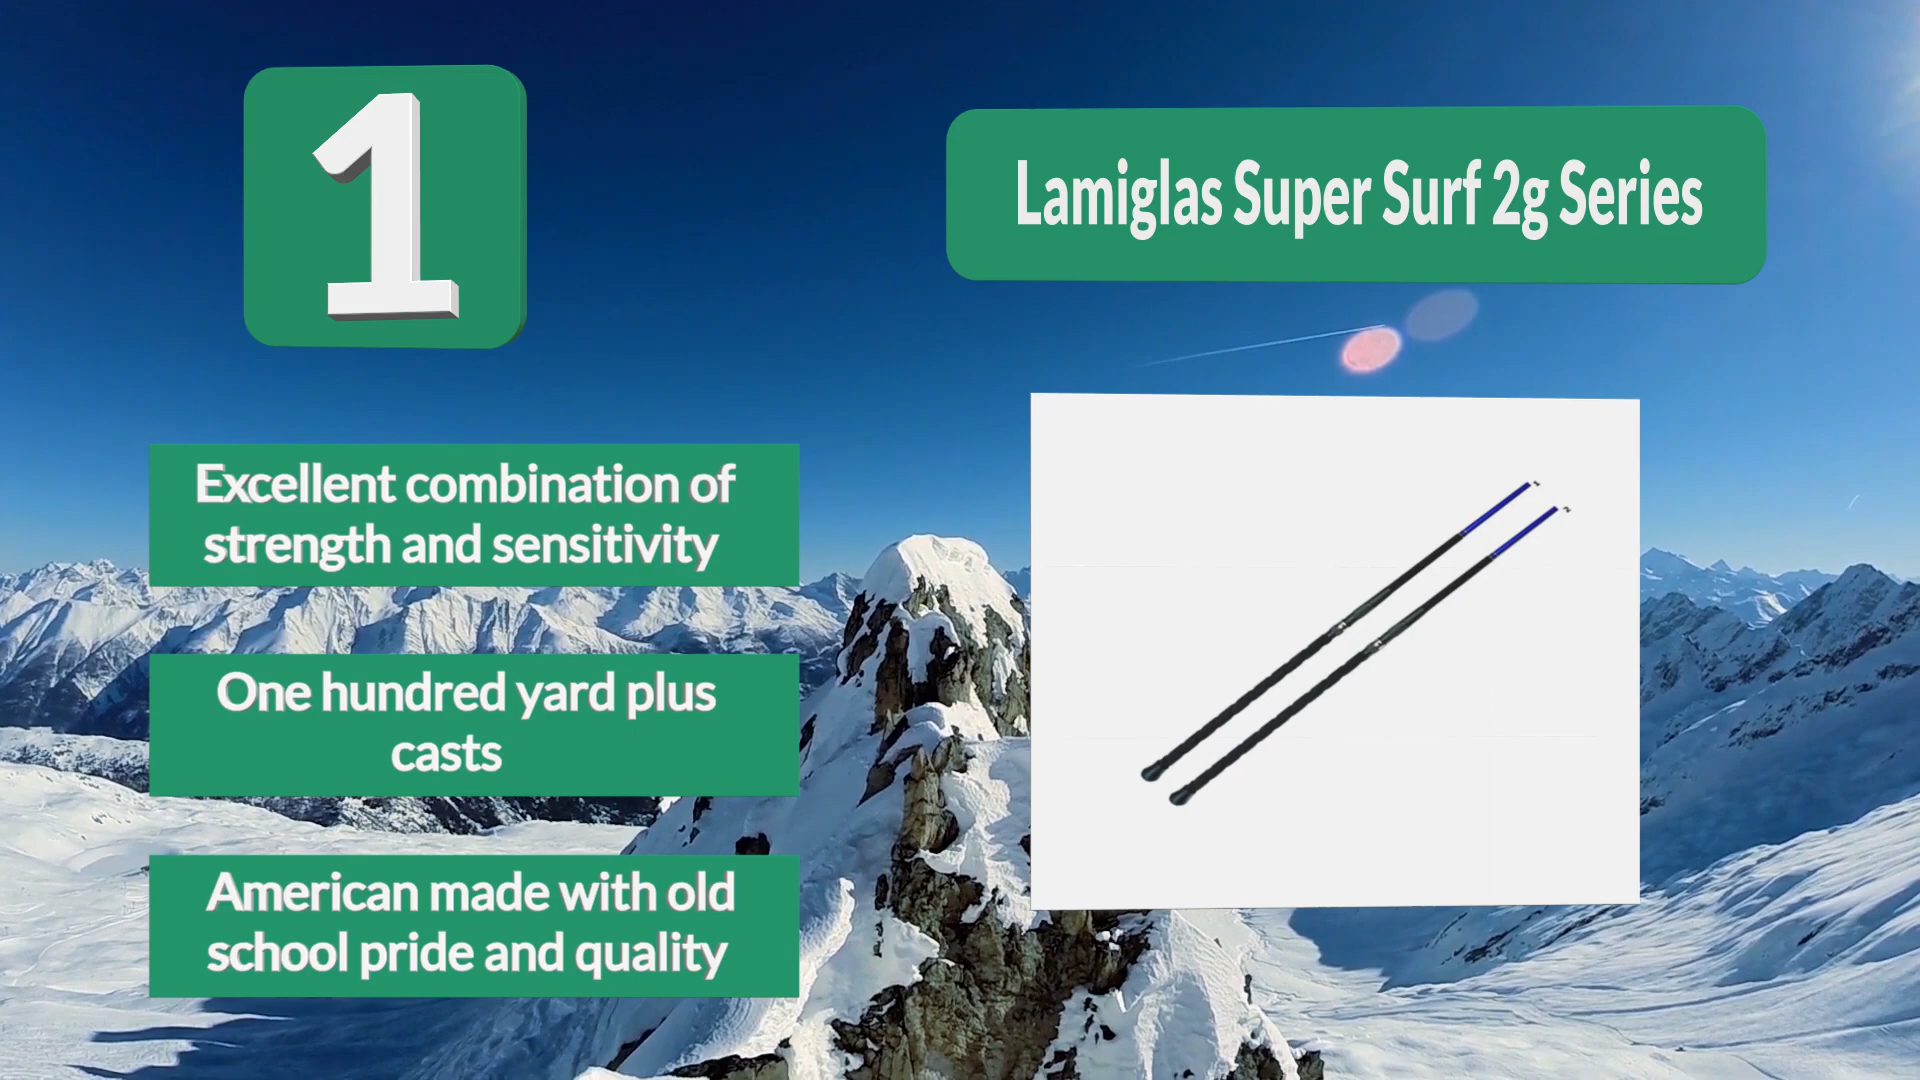 1
Lamiglas Super Surf 2g Series
Excellent combination of
strength and sensitivity
One hundred yard plus
casts
American made with old
school pride and quality